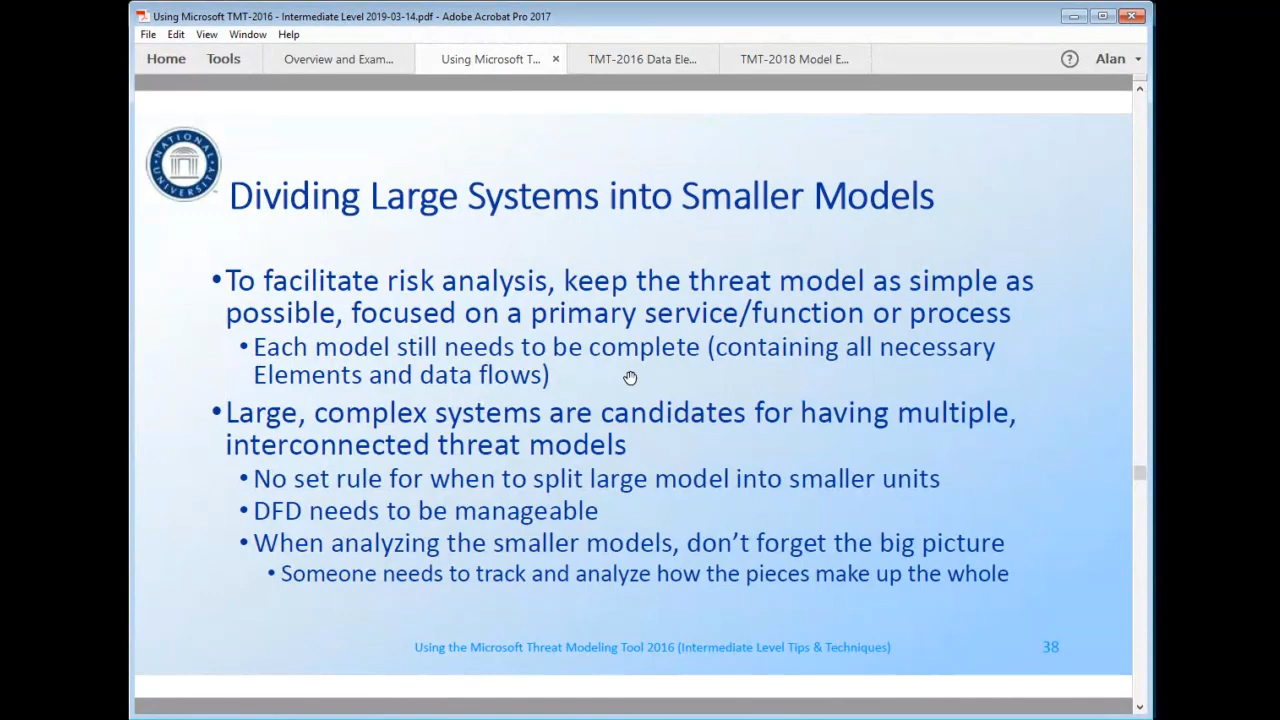 Using Microsoft TMT-2016 - Intermediate Level 2019-03-14.pdf - Adobe Acrobat Pro 2017
File Edit View Window Help
Home Tools Overview and Exam... Using Microsoft T... × TMT-2016 Data Ele... TMT-2018 Model E... ? Alan
NATIONAL UNIVERSITY
Dividing Large Systems into Smaller Models
•To facilitate risk analysis, keep the threat model as simple as
possible, focused on a primary service/function or process
•Each model still needs to be complete (containing all necessary
Elements and data flows)
•Large, complex systems are candidates for having multiple,
interconnected threat models
•No set rule for when to split large model into smaller units
•DFD needs to be manageable
•When analyzing the smaller models, don't forget the big picture
•Someone needs to track and analyze how the pieces make up the whole
Using the Microsoft Threat Modeling Tool 2016 (Intermediate Level Tips & Techniques) 38